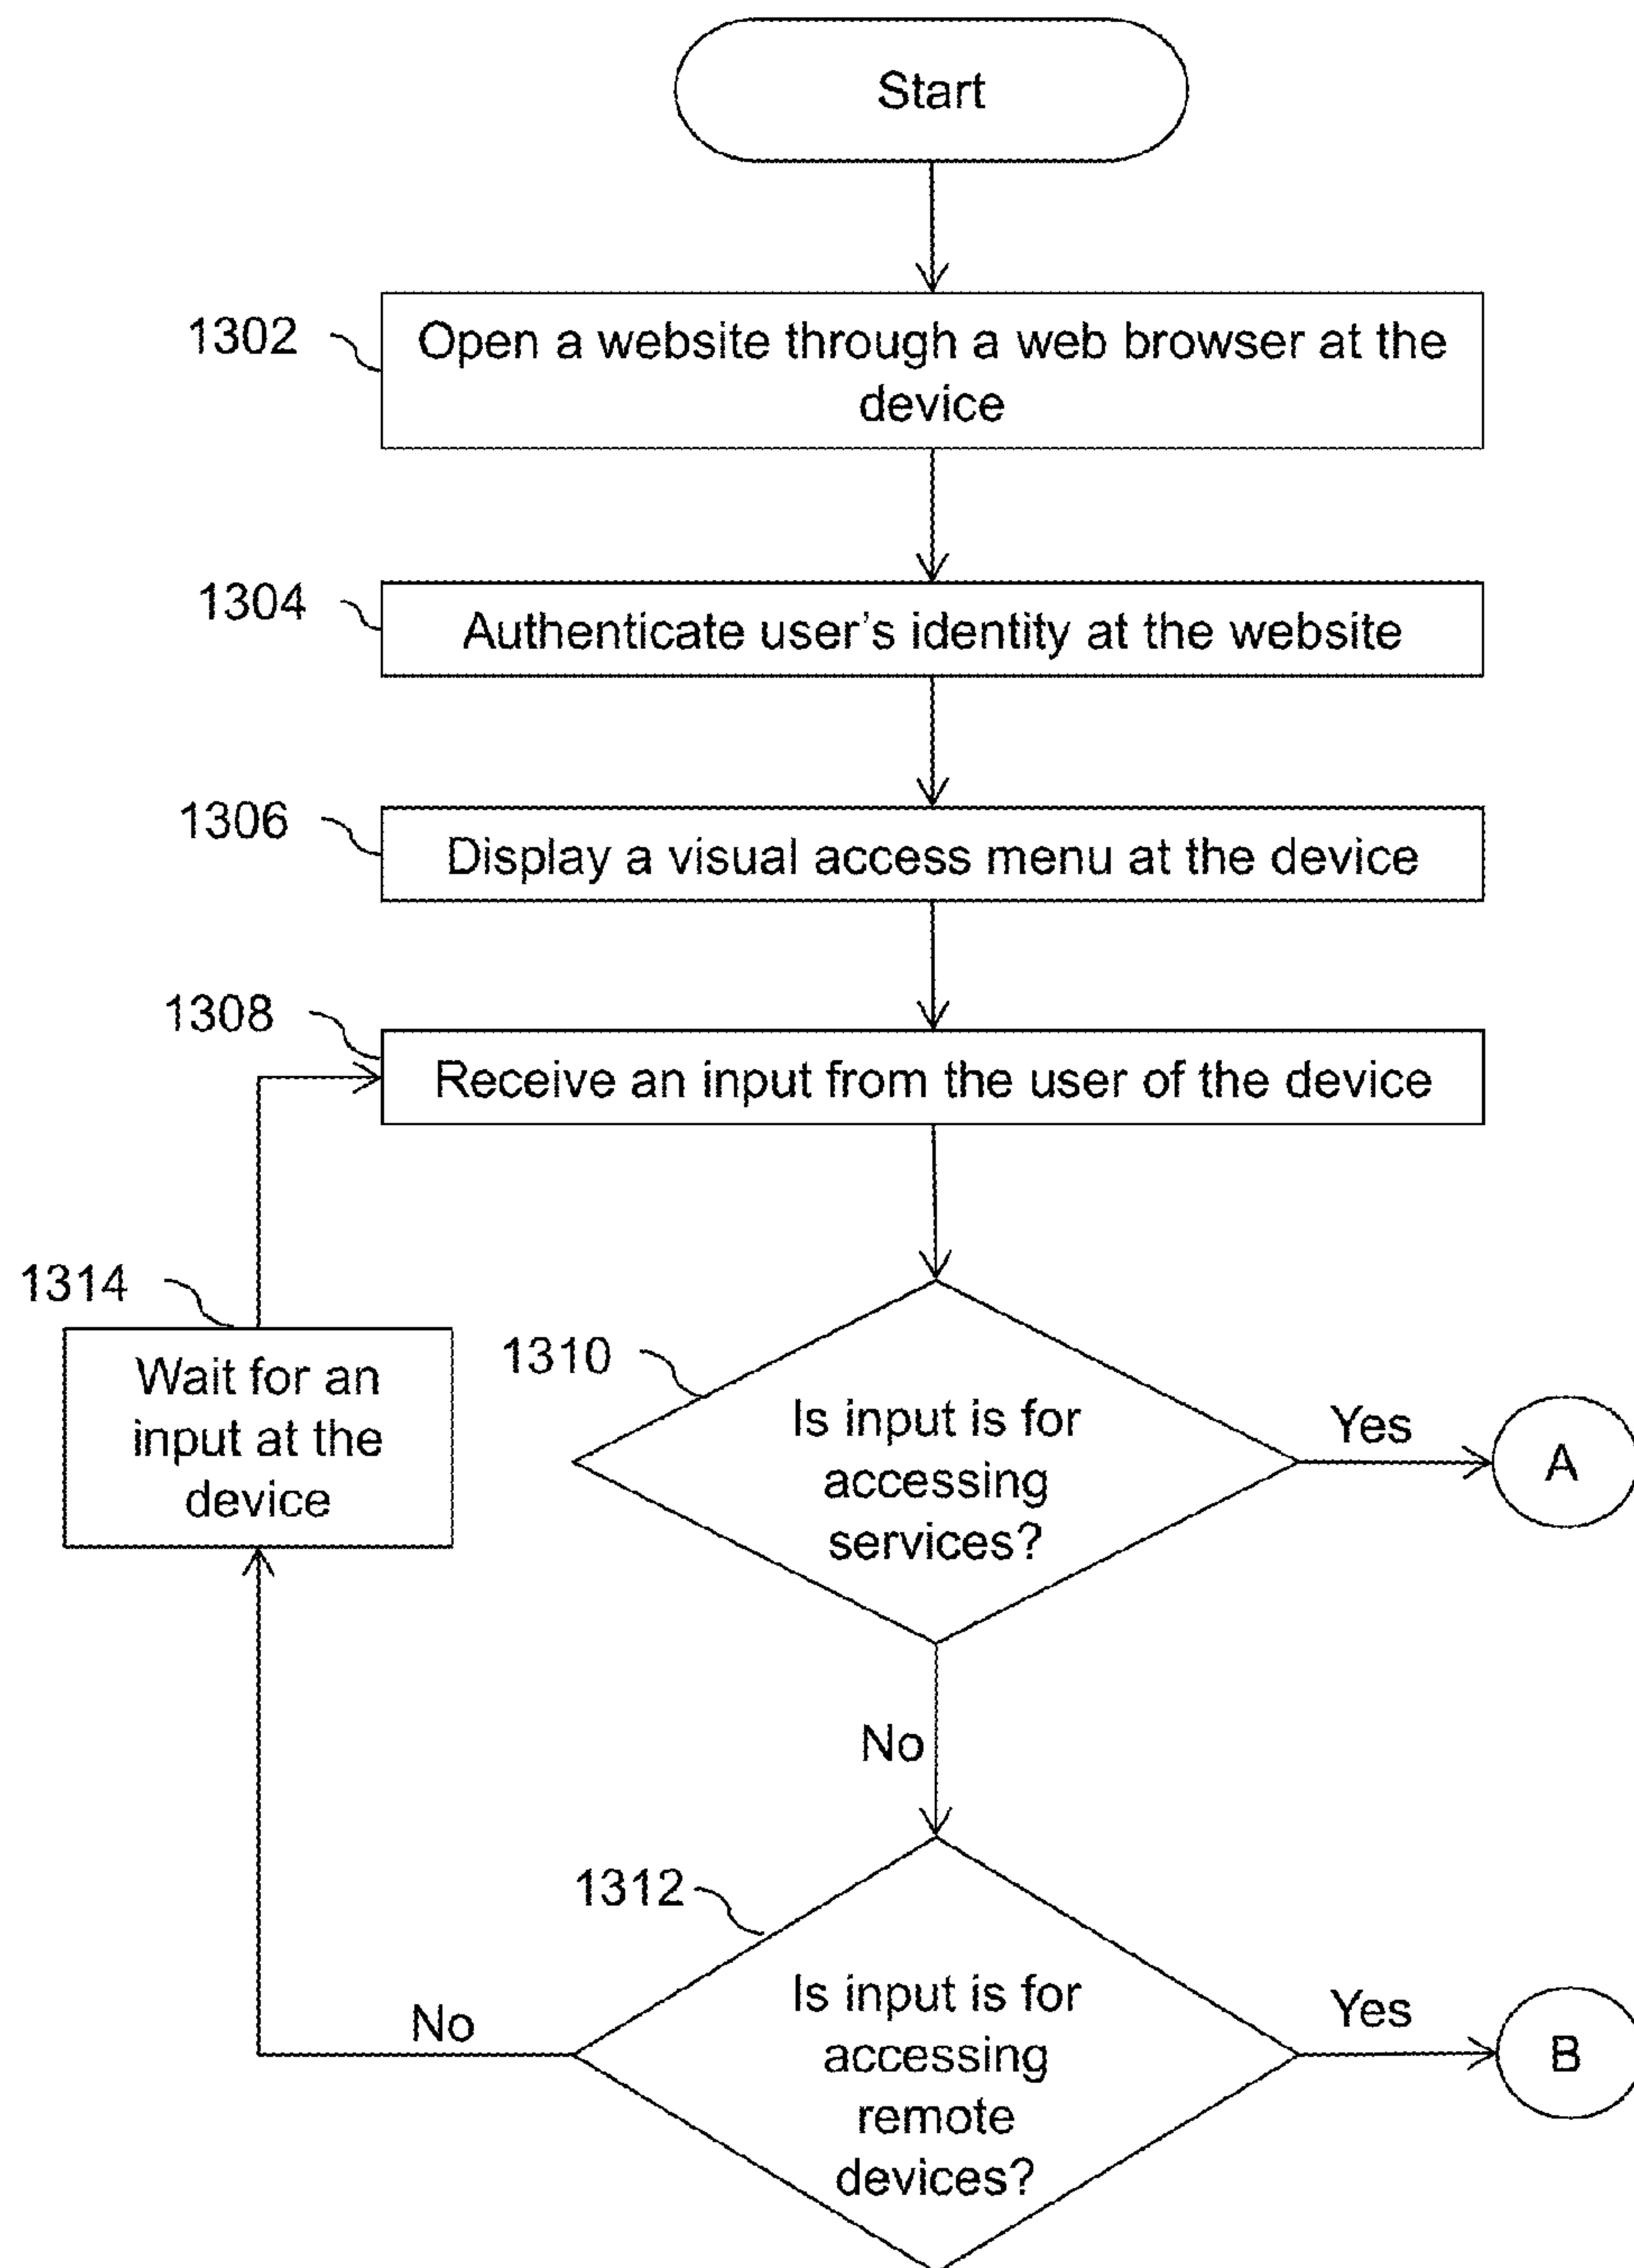 Start
1302
Open a website through a web browser at the
device
1304
Authenticate user's identity at the website
1306
Display a visual access menu at the device
1308
Receive an input from the user of the device
1314
Wait for an
input at the
device
1310
Is input is for
accessing
services?
Yes
A
No
1312
Is input is for
accessing
remote
devices?
Yes
B
No